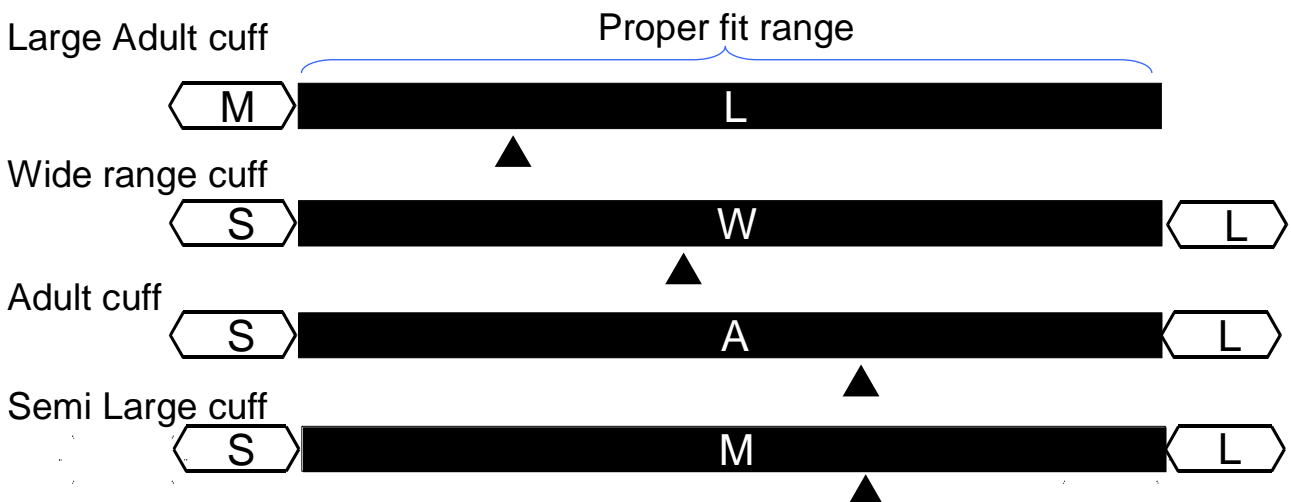 Large Adult cuff
Proper fit range
M L
Wide range cuff
S W L
Adult cuff
S A L
Semi Large cuff
S M L